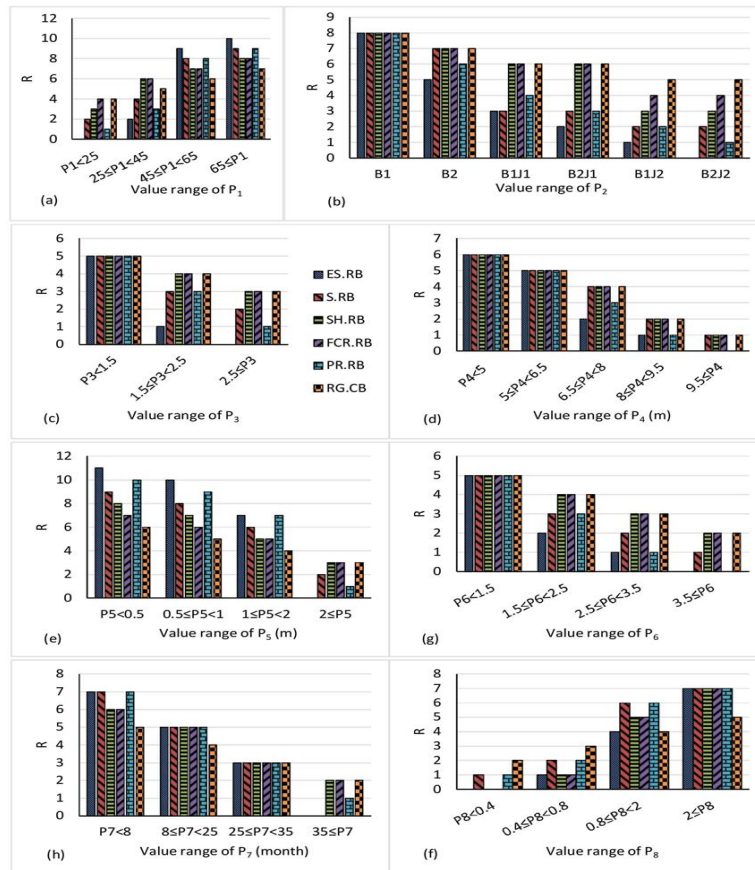 12
10
8
6
4
2
0
R
P1<25
25≤P1<45
45≤P1<65
65≤P1
(a)
Value range of P1
9
8
7
6
5
4
3
2
1
0
R
B1
B2
B1J1
B2J1
B1J2
B2J2
(b)
Value range of P2
6
5
4
3
2
1
0
R
P3<1.5
1.5≤P3<2.5
2.5≤P3
(c)
Value range of P3
ES.RB
S.RB
SH.RB
FCR.RB
PR.RB
RG.CB
7
6
5
4
3
2
1
0
R
P4<5
5≤P4<6.5
6.5≤P4<8
8≤P4<9.5
9.5≤P4
(d)
Value range of P4 (m)
12
10
8
6
4
2
0
R
P5<0.5
0.5≤P5<1
1≤P5<2
2≤P5
(e)
Value range of P5 (m)
6
5
4
3
2
1
0
R
P6<1.5
1.5≤P6<2.5
2.5≤P6<3.5
3.5≤P6
(g)
Value range of P6
8
7
6
5
4
3
2
1
0
R
P7<8
8≤P7<25
25≤P7<35
35≤P7
(h)
Value range of P7 (month)
8
7
6
5
4
3
2
1
0
R
P8<0.4
0.4≤P8<0.8
0.8≤P8<2
2≤P8
(f)
Value range of P8